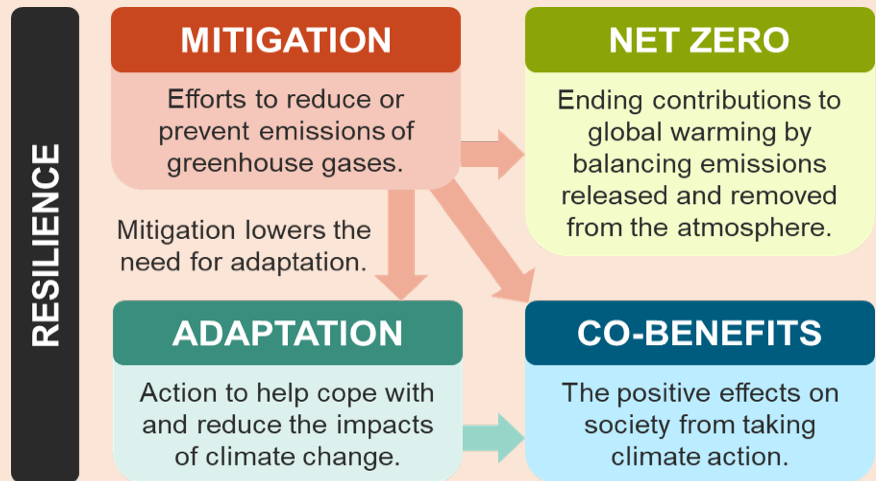 RESILIENCE
MITIGATION
Efforts to reduce or
prevent emissions of
greenhouse gases.
NET ZERO
Ending contributions to
global warming by
balancing emissions
released and removed
from the atmosphere.
Mitigation lowers the
need for adaptation.
ADAPTATION
Action to help cope with
and reduce the impacts
of climate change.
CO-BENEFITS
The positive effects on
society from taking
climate action.